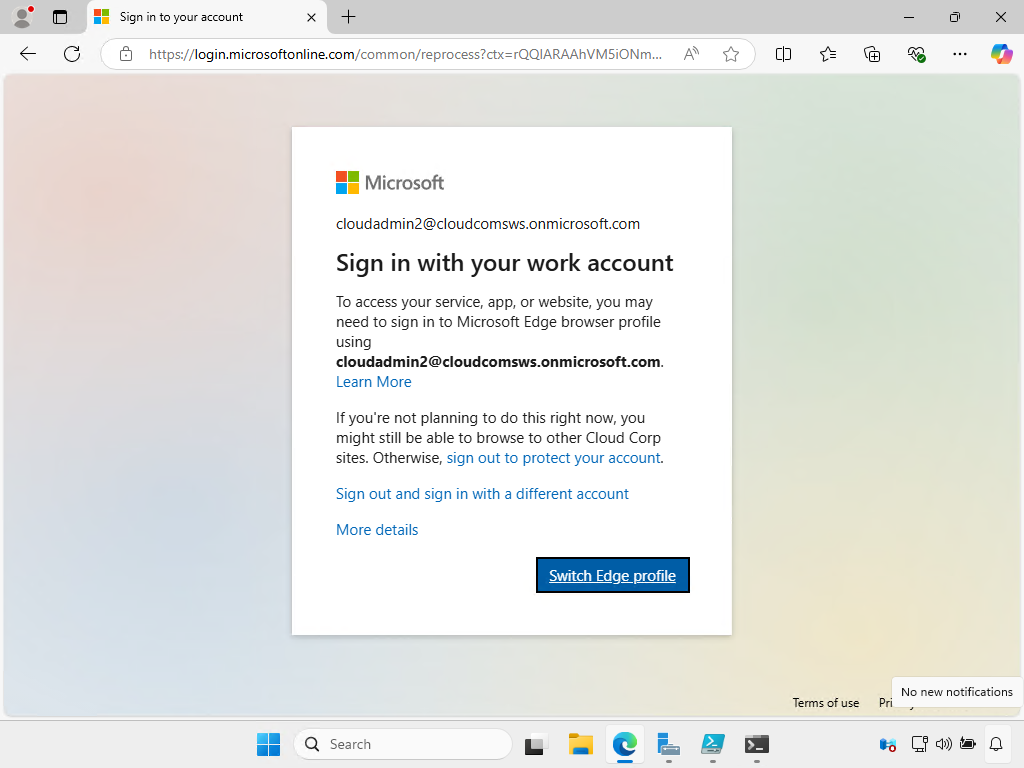 Sign in to your account
https://login.microsoftonline.com/common/reprocess?ctx=rQQIARAAhVM5iONm...
Microsoft
cloudadmin2@cloudcomsws.onmicrosoft.com
Sign in with your work account
To access your service, app, or website, you may
need to sign in to Microsoft Edge browser profile
using
cloudadmin2@cloudcomsws.onmicrosoft.com.
Learn More
If you're not planning to do this right now, you
might still be able to browse to other Cloud Corp
sites. Otherwise, sign out to protect your account.
Sign out and sign in with a different account
More details
Switch Edge profile
No new notifications
Terms of use
Search